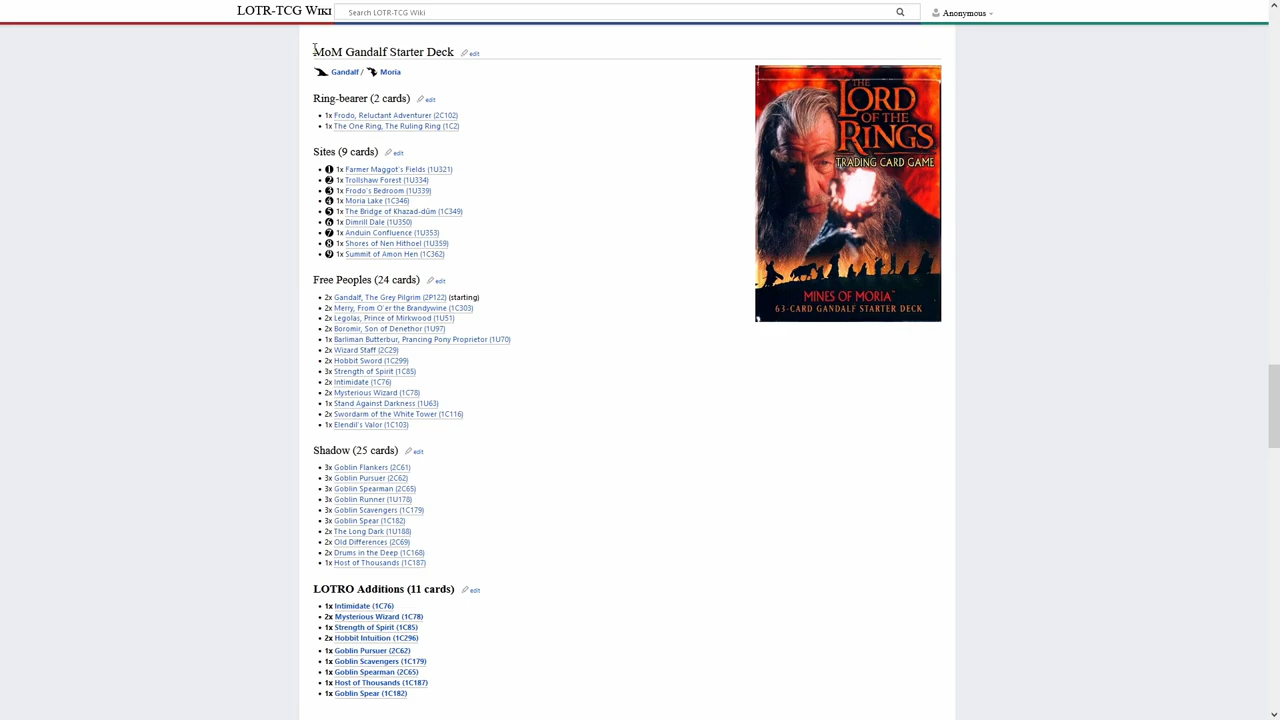 LOTR-TCG Wiki
Search LOTR-TCG Wiki
Anonymous
MoM Gandalf Starter Deck edit
Gandalf / Moria
Ring-bearer (2 cards) edit
• 1x Frodo, Reluctant Adventurer (2C102)
• 1x The One Ring, The Ruling Ring (1C2)
Sites (9 cards) edit
• 1 1x Farmer Maggot's Fields (1U321)
• 2 1x Trollshaw Forest (1U334)
• 3 1x Frodo's Bedroom (1U339)
• 4 1x Moria Lake (1C346)
• 5 1x The Bridge of Khazad-dûm (1C349)
• 6 1x Dimrill Dale (1U350)
• 7 1x Anduin Confluence (1U353)
• 8 1x Shores of Nen Hithoel (1U359)
• 9 1x Summit of Amon Hen (1C362)
Free Peoples (24 cards) edit
• 2x Gandalf, The Grey Pilgrim (2P122) (starting)
• 2x Merry, From O'er the Brandywine (1C303)
• 2x Legolas, Prince of Mirkwood (1U51)
• 2x Boromir, Son of Denethor (1U97)
• 1x Barliman Butterbur, Prancing Pony Proprietor (1U70)
• 2x Wizard Staff (2C29)
• 2x Hobbit Sword (1C299)
• 3x Strength of Spirit (1C85)
• 2x Intimidate (1C76)
• 2x Mysterious Wizard (1C78)
• 1x Stand Against Darkness (1U63)
• 2x Swordarm of the White Tower (1C116)
• 1x Elendil's Valor (1C103)
Shadow (25 cards) edit
• 3x Goblin Flankers (2C61)
• 3x Goblin Pursuer (2C62)
• 3x Goblin Spearman (2C65)
• 3x Goblin Runner (1U178)
• 3x Goblin Scavengers (1C179)
• 3x Goblin Spear (1C182)
• 2x The Long Dark (1U188)
• 2x Old Differences (2C69)
• 2x Drums in the Deep (1C168)
• 1x Host of Thousands (1C187)
LOTRO Additions (11 cards) edit
• 1x Intimidate (1C76)
• 2x Mysterious Wizard (1C78)
• 1x Strength of Spirit (1C85)
• 2x Hobbit Intuition (1C296)
• 1x Goblin Pursuer (2C62)
• 1x Goblin Scavengers (1C179)
• 1x Goblin Spearman (2C65)
• 1x Host of Thousands (1C187)
• 1x Goblin Spear (1C182)
THE
LORD
OF THE
RINGS
TRADING CARD GAME
MINES OF MORIA™
63-CARD GANDALF STARTER DECK